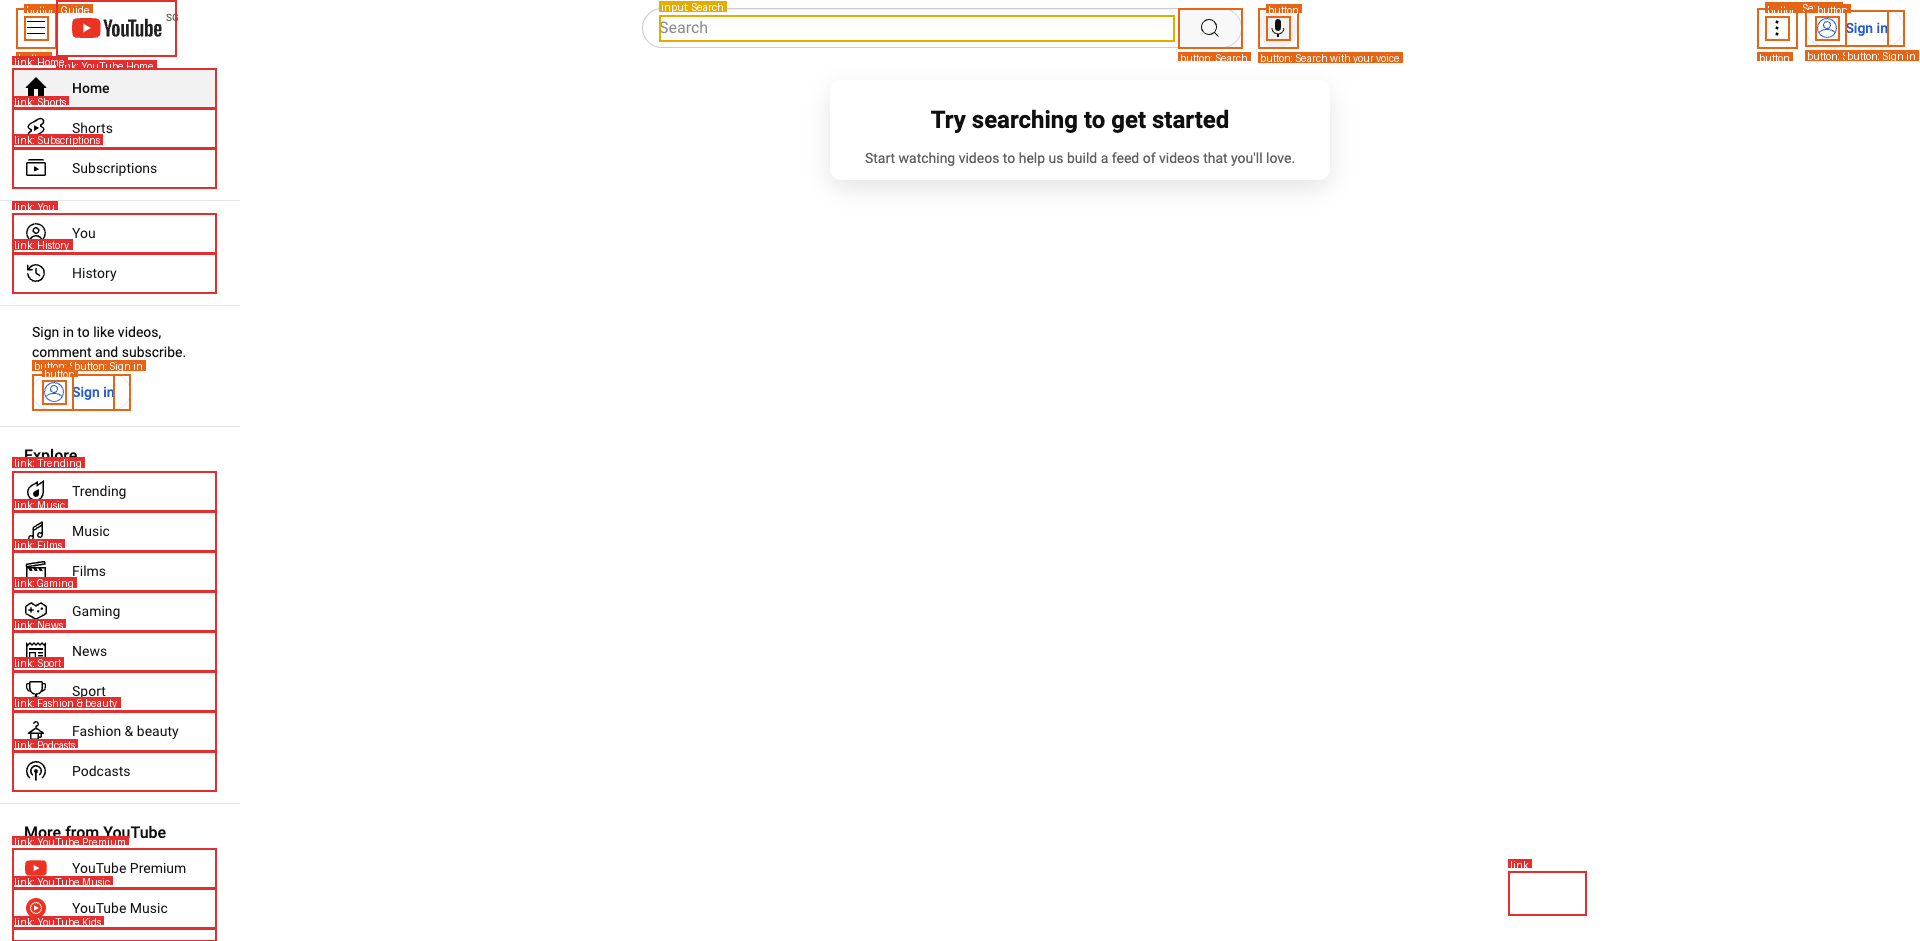 button
Guide
YouTube
SG
input: Search
Search
button
button: Search
button: Search with your voice
button
button
Sign in
button
button: Sign in
link: Home
link: YouTube Home
Home
link: Shorts
Shorts
link: Subscriptions
Subscriptions
Try searching to get started
Start watching videos to help us build a feed of videos that you'll love.
link: You
You
link: History
History
Sign in to like videos,
comment and subscribe.
button: Sign in
button
Sign in
Explore
link: Trending
Trending
link: Music
Music
link: Films
Films
link: Gaming
Gaming
link: News
News
link: Sport
Sport
link: Fashion & beauty
Fashion & beauty
link: Podcasts
Podcasts
More from YouTube
link: YouTube Premium
YouTube Premium
link: YouTube Music
YouTube Music
link: YouTube Kids
link